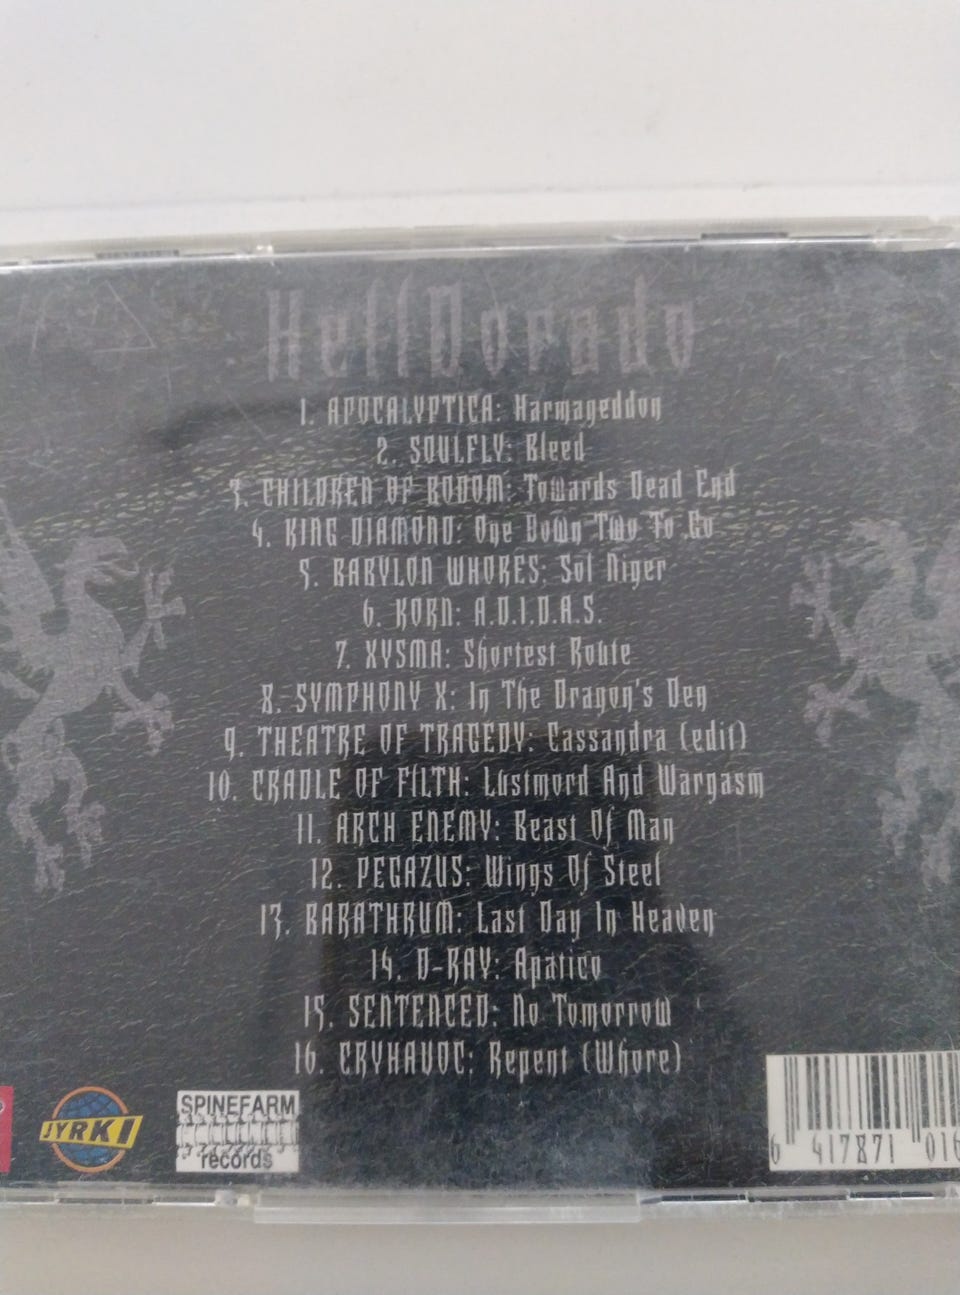 HellDorado
1. APOCALYPTICA: Harmageddon
2. SOULFLY: Bleed
3. CHILDREN OF BODOM: Towards Dead End
4. KING DIAMOND: One Down Two To Go
5. BABYLON WHORES: Sol Niger
6. KORN: A.D.I.D.A.S.
7. XYSMA: Shortest Route
8. SYMPHONY X: In The Dragon's Den
9. THEATRE OF TRAGEDY: Cassandra (edit)
10. CRADLE OF FILTH: Lustmord And Wargasm
11. ARCH ENEMY: Beast Of Man
12. PEGAZUS: Wings Of Steel
13. BARATHRUM: Last Day In Heaven
14. D-RAY: Apatico
15. SENTENCED: No Tomorrow
16. CRYHAVOC: Repent (Whore)
JYRKI
SPINEFARM
records
6 417871 016